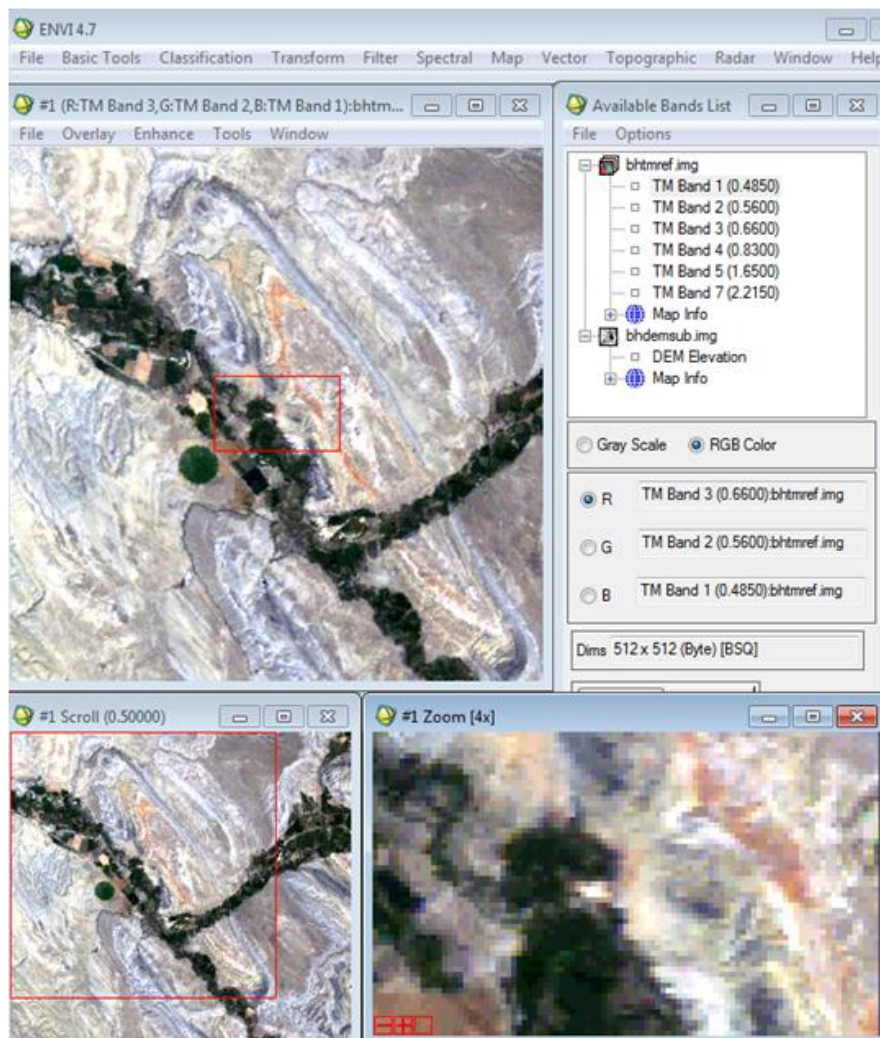 ENVI 4.7
File Basic Tools Classification Transform Filter Spectral Map Vector Topographic Radar Window Help
#1 (R:TM Band 3,G:TM Band 2,B:TM Band 1):bhtm...
File Overlay Enhance Tools Window
Available Bands List
File Options
bhtmref.img
TM Band 1 (0.4850)
TM Band 2 (0.5600)
TM Band 3 (0.6600)
TM Band 4 (0.8300)
TM Band 5 (1.6500)
TM Band 7 (2.2150)
Map Info
bhdemsub.img
DEM Elevation
Map Info
Gray Scale RGB Color
R TM Band 3 (0.6600):bhtmref.img
G TM Band 2 (0.5600):bhtmref.img
B TM Band 1 (0.4850):bhtmref.img
Dims 512 x 512 (Byte) [BSQ]
#1 Scroll (0.50000)
#1 Zoom [4x]